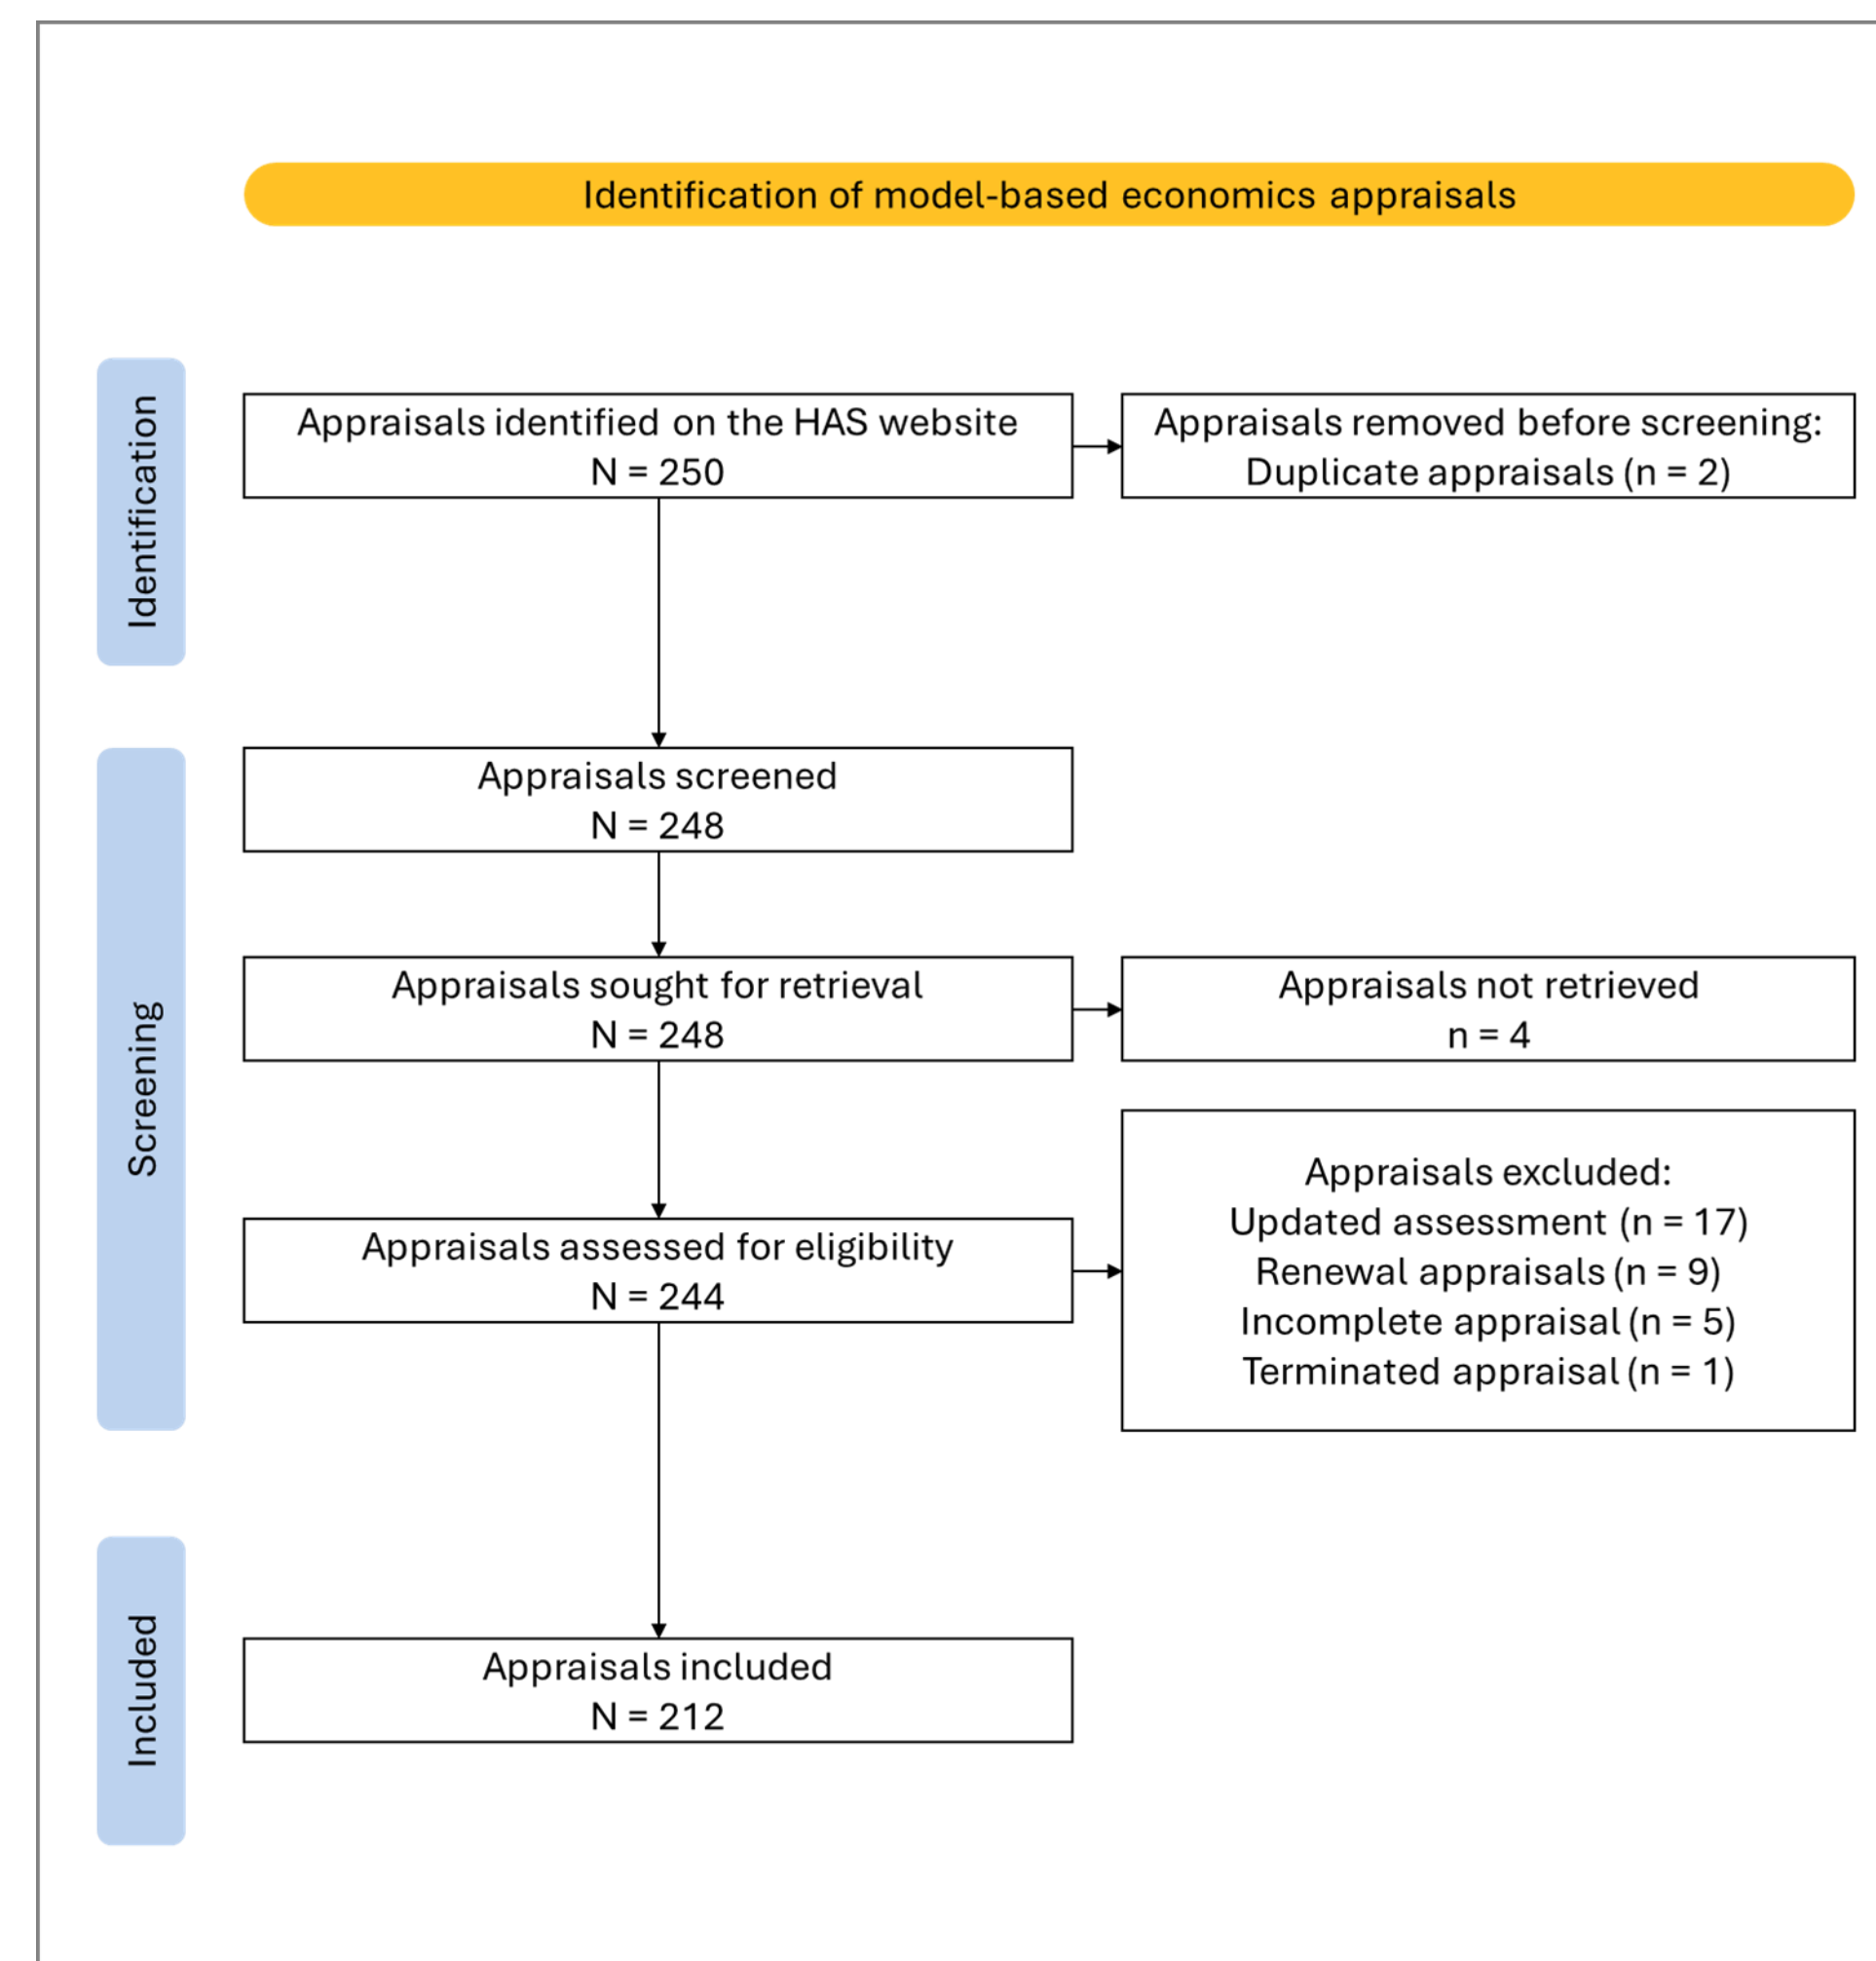 Identification of model-based economics appraisals
Identification
Appraisals identified on the HAS website
N = 250
Appraisals removed before screening:
Duplicate appraisals (n = 2)
Screening
Appraisals screened
N = 248
Appraisals sought for retrieval
N = 248
Appraisals not retrieved
n = 4
Appraisals assessed for eligibility
N = 244
Appraisals excluded:
Updated assessment (n = 17)
Renewal appraisals (n = 9)
Incomplete appraisal (n = 5)
Terminated appraisal (n = 1)
Included
Appraisals included
N = 212